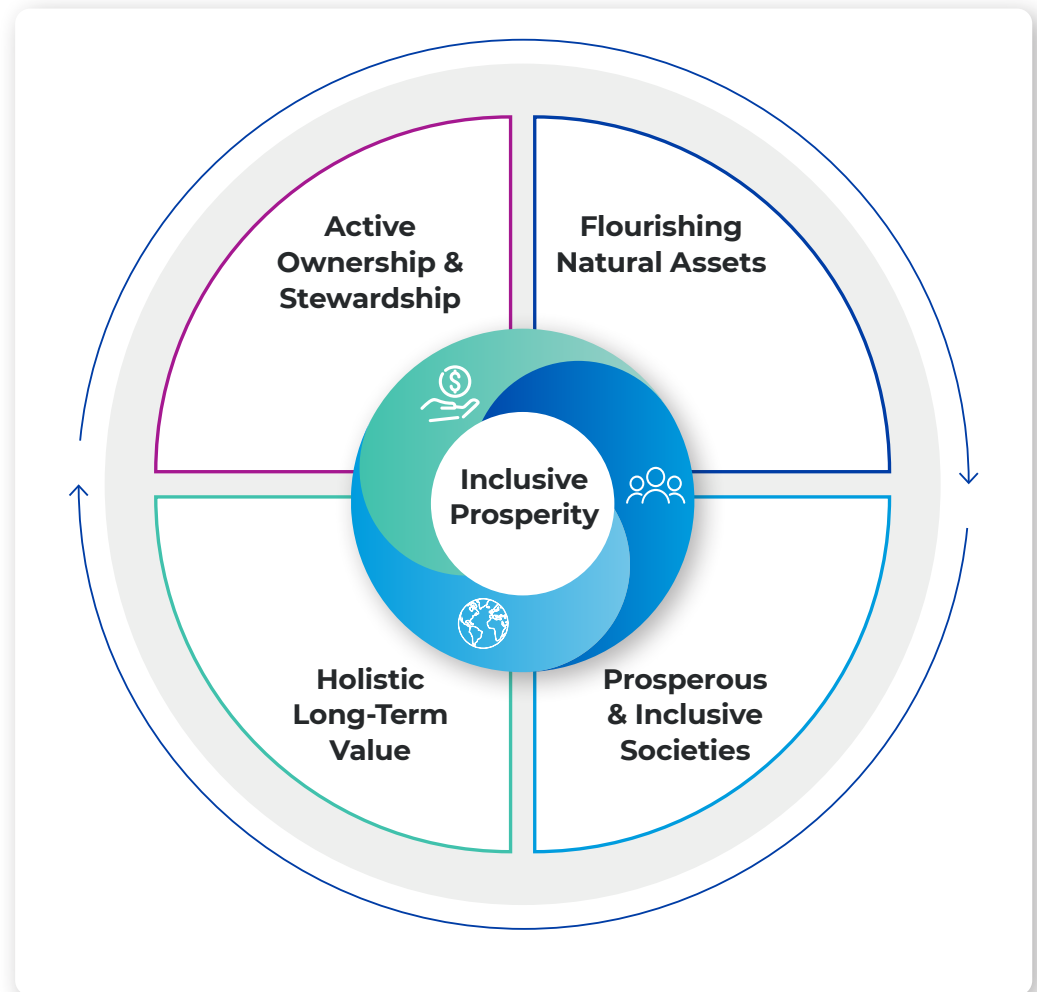 Active
Ownership &
Stewardship
Flourishing
Natural Assets
Inclusive
Prosperity
Holistic
Long-Term
Value
Prosperous
& Inclusive
Societies